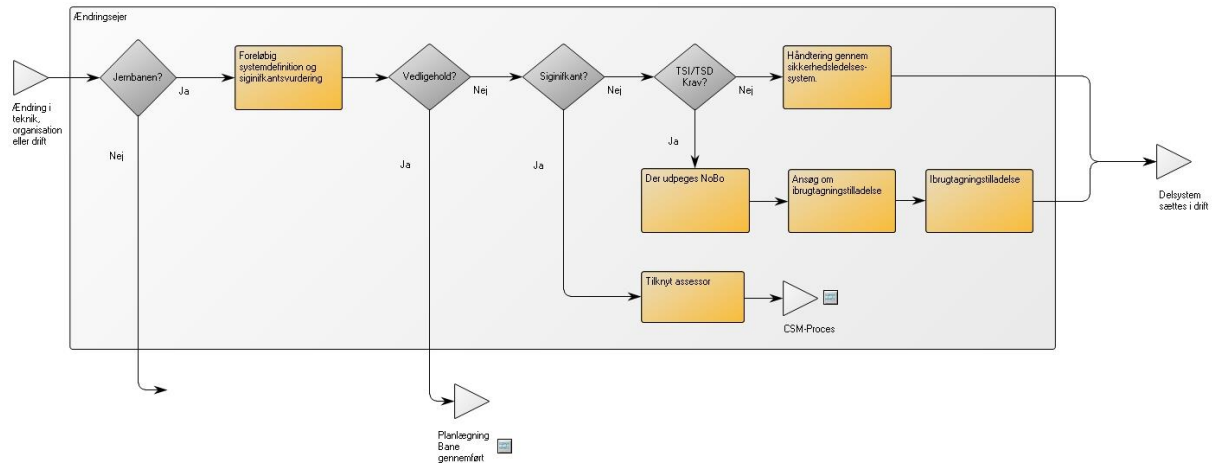 Ændringsejer
Ændring i
teknik,
organisation
eller drift
Jernbanen?
Ja
Nej
Foreløbig
systemdefinition og
siginifkantsvurdering
Vedligehold?
Nej
Ja
Siginifkant?
Nej
Ja
TSI/TSD
Krav?
Nej
Ja
Håndtering gennem
sikkerhedsledelses-
system.
Der udpeges NoBo
Ansøg om
ibrugtagningstilladelse
Ibrugtagningstilladelse
Delsystem
sættes i drift
Tilknyt assessor
CSM-Proces
Planlægning
Bane
gennemført